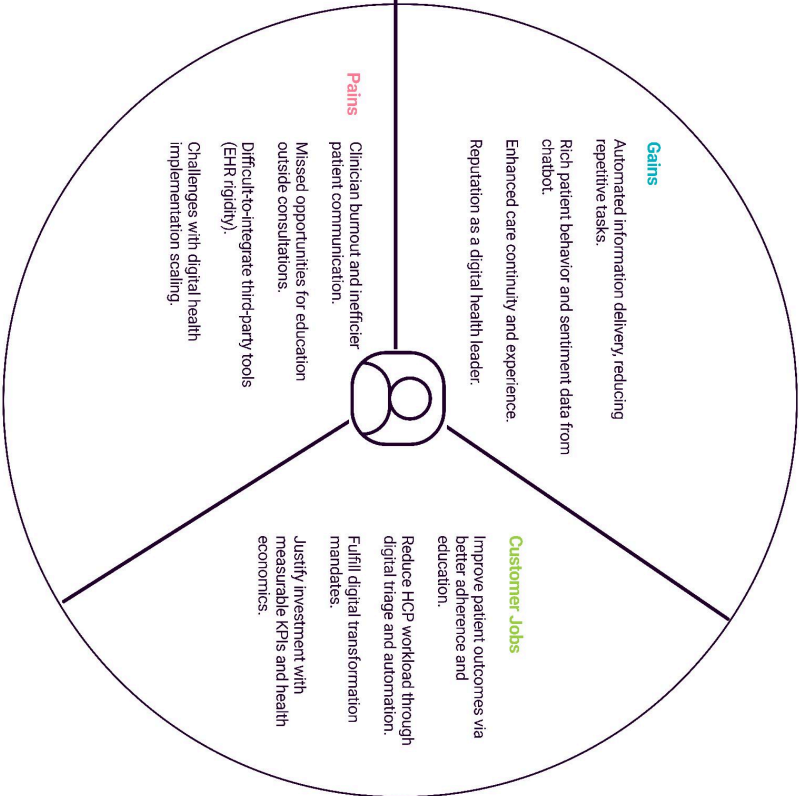 Gains
Automated information delivery, reducing
repetitive tasks.
Rich patient behavior and sentiment data from
chatbot.
Enhanced care continuity and experience.
Reputation as a digital health leader.
Pains
Clinician burnout and inefficier
patient communication.
Missed opportunities for education
outside consultations.
Difficult-to-integrate third-party tools
(EHR rigidity).
Challenges with digital health
implementation scaling.
Customer Jobs
Improve patient outcomes via
better adherence and
education.
Reduce HCP workload through
digital triage and automation.
Fulfill digital transformation
mandates.
Justify investment with
measurable KPIs and health
economics.